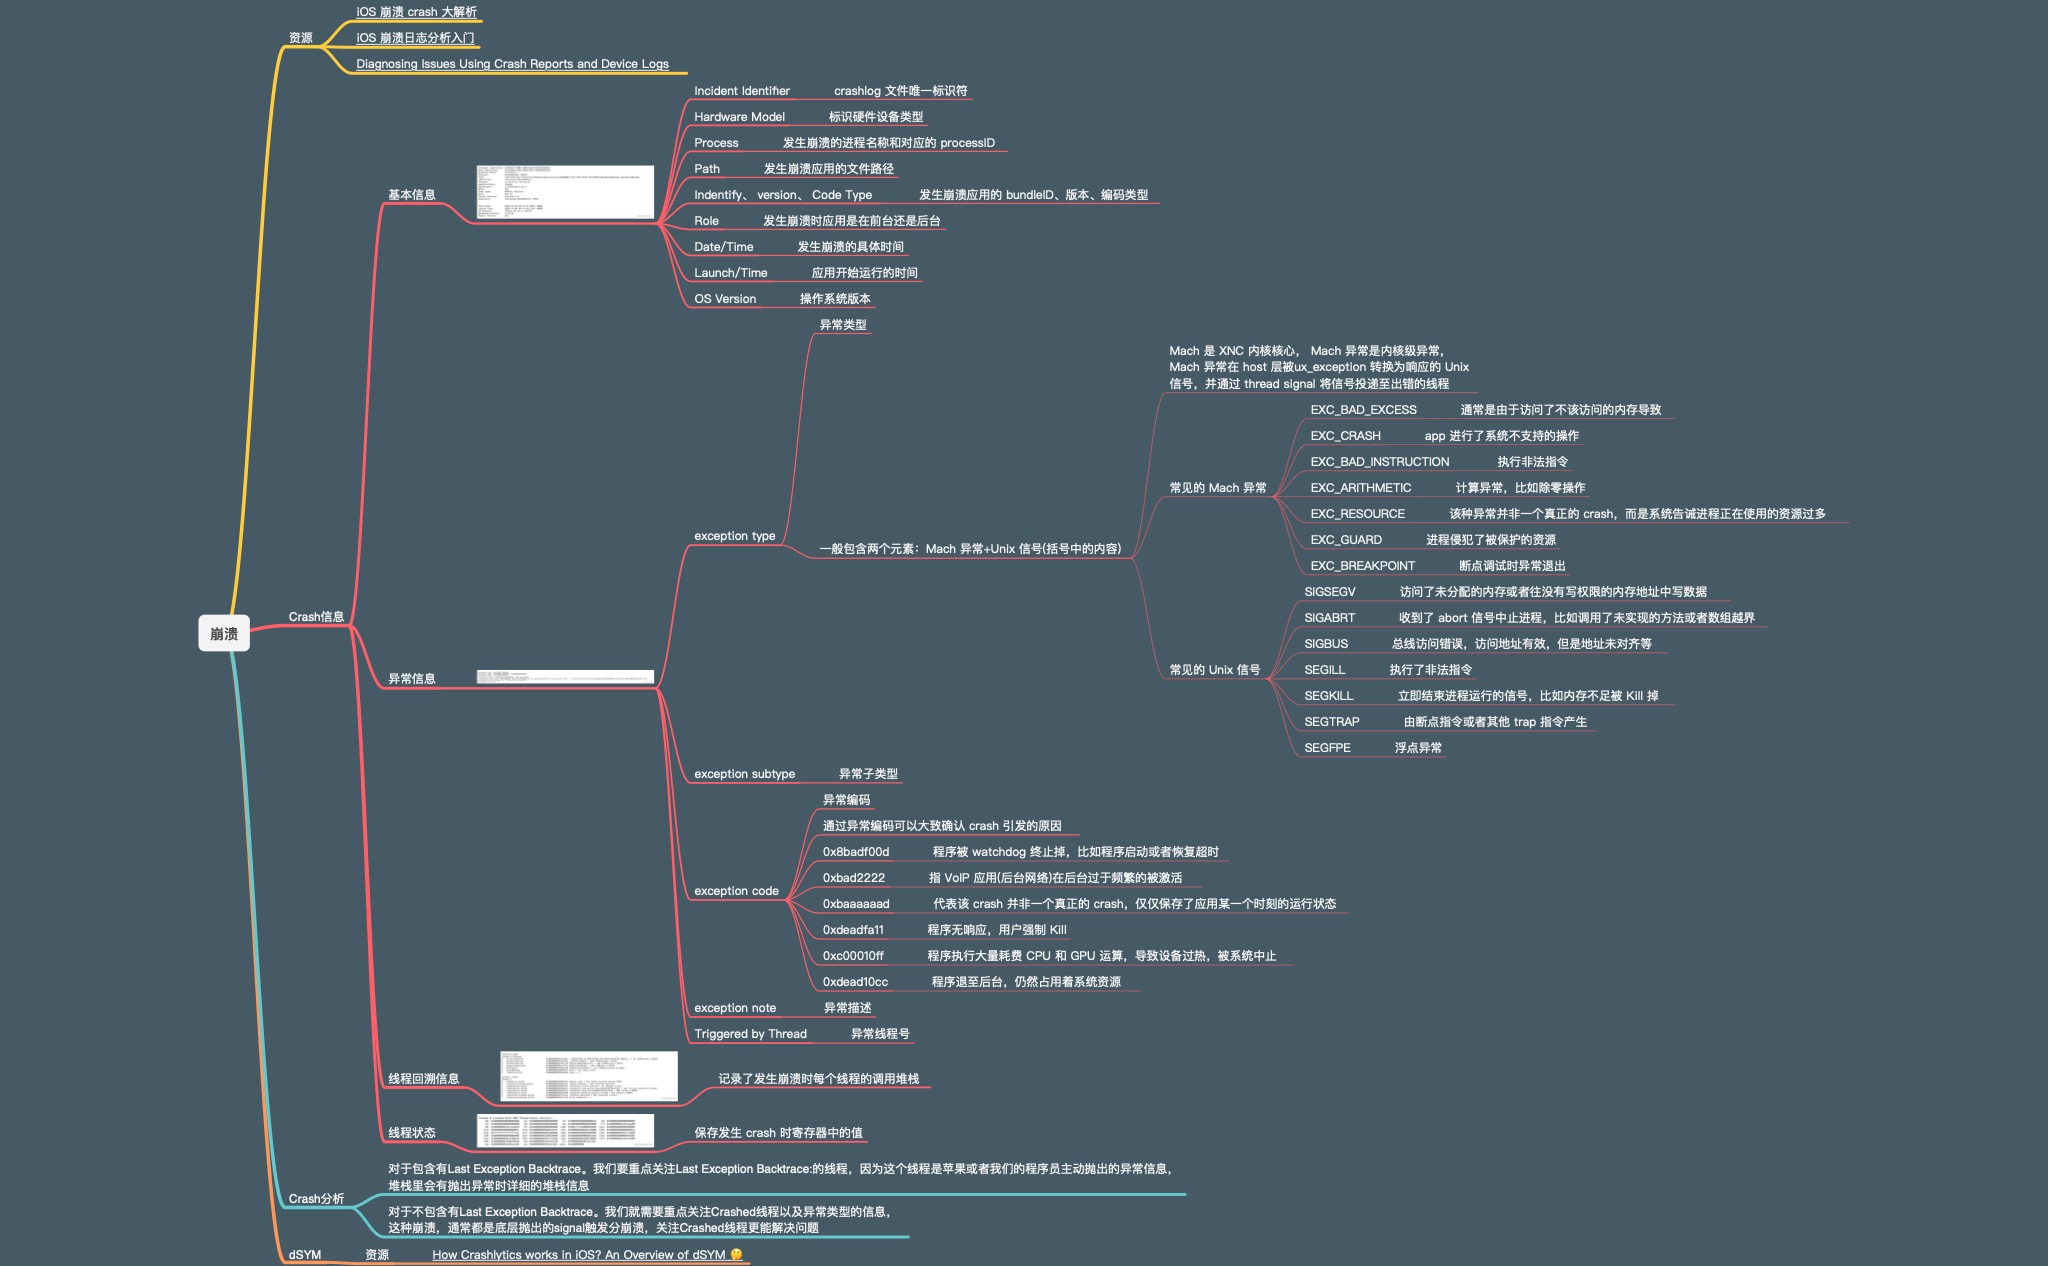 iOS 崩溃 crash 大解析
资源
iOS 崩溃日志分析入门
Diagnosing Issues Using Crash Reports and Device Logs
崩溃
Crash信息
基本信息
Incident Identifier
crashlog 文件唯一标识符
Hardware Model
标识硬件设备类型
Process
发生崩溃的进程名称和对应的 processID
Path
发生崩溃应用的文件路径
Indentify、 version、 Code Type
发生崩溃应用的 bundleID、版本、编码类型
Role
发生崩溃时应用是在前台还是后台
Date/Time
发生崩溃的具体时间
Launch/Time
应用开始运行的时间
OS Version
操作系统版本
异常信息
exception type
异常类型
一般包含两个元素：Mach 异常+Unix 信号(括号中的内容)
Mach 是 XNC 内核核心， Mach 异常是内核级异常，
Mach 异常在 host 层被ux_exception 转换为响应的 Unix
信号，并通过 thread signal 将信号投递至出错的线程
常见的 Mach 异常
EXC_BAD_EXCESS
通常是由于访问了不该访问的内存导致
EXC_CRASH
app 进行了系统不支持的操作
EXC_BAD_INSTRUCTION
执行非法指令
EXC_ARITHMETIC
计算异常，比如除零操作
EXC_RESOURCE
该种异常并非一个真正的 crash，而是系统告诫进程正在使用的资源过多
EXC_GUARD
进程侵犯了被保护的资源
EXC_BREAKPOINT
断点调试时异常退出
常见的 Unix 信号
SIGSEGV
访问了未分配的内存或者往没有写权限的内存地址中写数据
SIGABRT
收到了 abort 信号中止进程，比如调用了未实现的方法或者数组越界
SIGBUS
总线访问错误，访问地址有效，但是地址未对齐等
SEGILL
执行了非法指令
SEGKILL
立即结束进程运行的信号，比如内存不足被 Kill 掉
SEGTRAP
由断点指令或者其他 trap 指令产生
SEGFPE
浮点异常
exception subtype
异常子类型
exception code
异常编码
通过异常编码可以大致确认 crash 引发的原因
0x8badf00d
程序被 watchdog 终止掉，比如程序启动或者恢复超时
0xbad2222
指 VoIP 应用(后台网络)在后台过于频繁的被激活
0xbaaaaaad
代表该 crash 并非一个真正的 crash，仅仅保存了应用某一个时刻的运行状态
0xdeadfa11
程序无响应，用户强制 Kill
0xc00010ff
程序执行大量耗费 CPU 和 GPU 运算，导致设备过热，被系统中止
0xdead10cc
程序退至后台，仍然占用着系统资源
exception note
异常描述
Triggered by Thread
异常线程号
线程回溯信息
记录了发生崩溃时每个线程的调用堆栈
线程状态
保存发生 crash 时寄存器中的值
Crash分析
对于包含有Last Exception Backtrace。我们要重点关注Last Exception Backtrace:的线程，因为这个线程是苹果或者我们的程序员主动抛出的异常信息，
堆栈里会有抛出异常时详细的堆栈信息
对于不包含有Last Exception Backtrace。我们就需要重点关注Crashed线程以及异常类型的信息，
这种崩溃，通常都是底层抛出的signal触发分崩溃，关注Crashed线程更能解决问题
dSYM
资源
How Crashlytics works in iOS? An Overview of dSYM 🤔